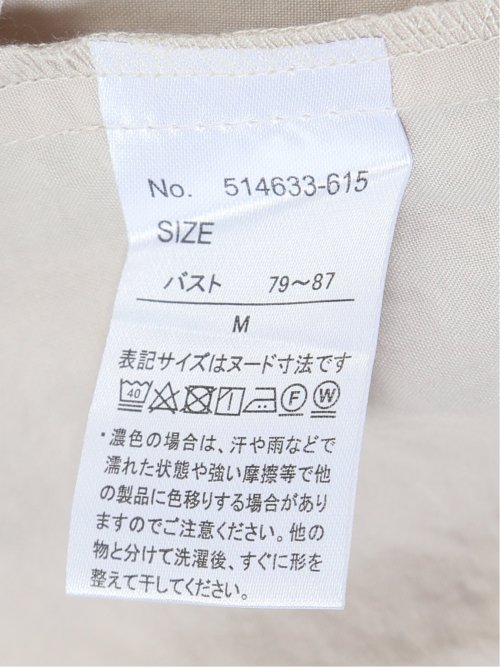 No. 514633-615
SIZE
バスト 79～87
M
表記サイズはヌード寸法です
40 F W
・濃色の場合は、汗や雨などで
濡れた状態や強い摩擦等で他
の製品に色移りする場合があり
ますのでご注意ください。他の
物と分けて洗濯後、すぐに形を
整えて干してください。